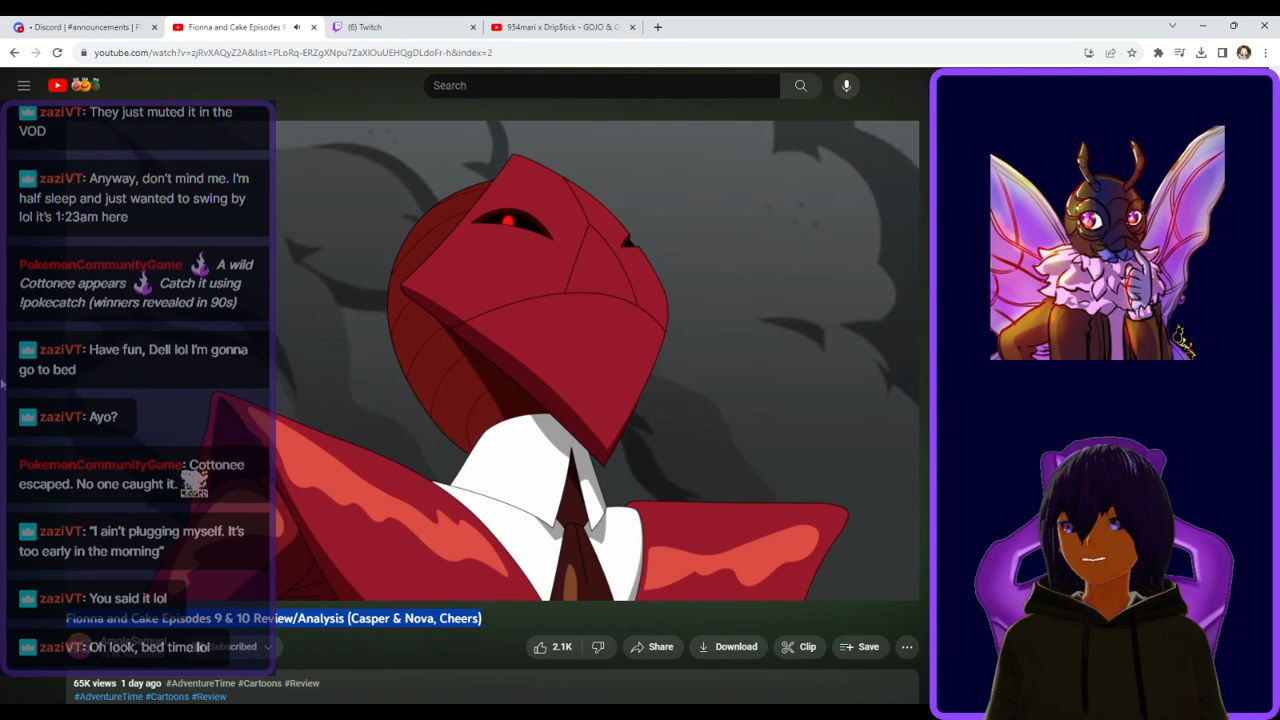 • Discord | #announcements | P
Fionna and Cake Episodes 9
(6) Twitch
954mari x Drip$tick - GOJO & G
youtube.com/watch?v=zjRvXAQyZ2A&list=PLoRq-ERZgXNpu7ZaXlOuUEHQgDLdoFr-h&index=2
Search
zaziVT: They just muted it in the
VOD
zaziVT: Anyway, don't mind me. I'm
half sleep and just wanted to swing by
lol it's 1:23am here
PokemonCommunityGame A wild
Cottonee appears Catch it using
!pokecatch (winners revealed in 90s)
zaziVT: Have fun, Dell lol I'm gonna
go to bed
zaziVT: Ayo?
PokemonCommunityGame: Cottonee
escaped. No one caught it.
zaziVT: "I ain't plugging myself. It's
too early in the morning"
zaziVT: You said it lol
Fionna and Cake Episodes 9 & 10 Review/Analysis (Casper & Nova, Cheers)
zaziVT: Oh look, bed time lol
Subscribed
2.1K
Share
Download
Clip
Save
65K views 1 day ago #AdventureTime #Cartoons #Review
#AdventureTime #Cartoons #Review